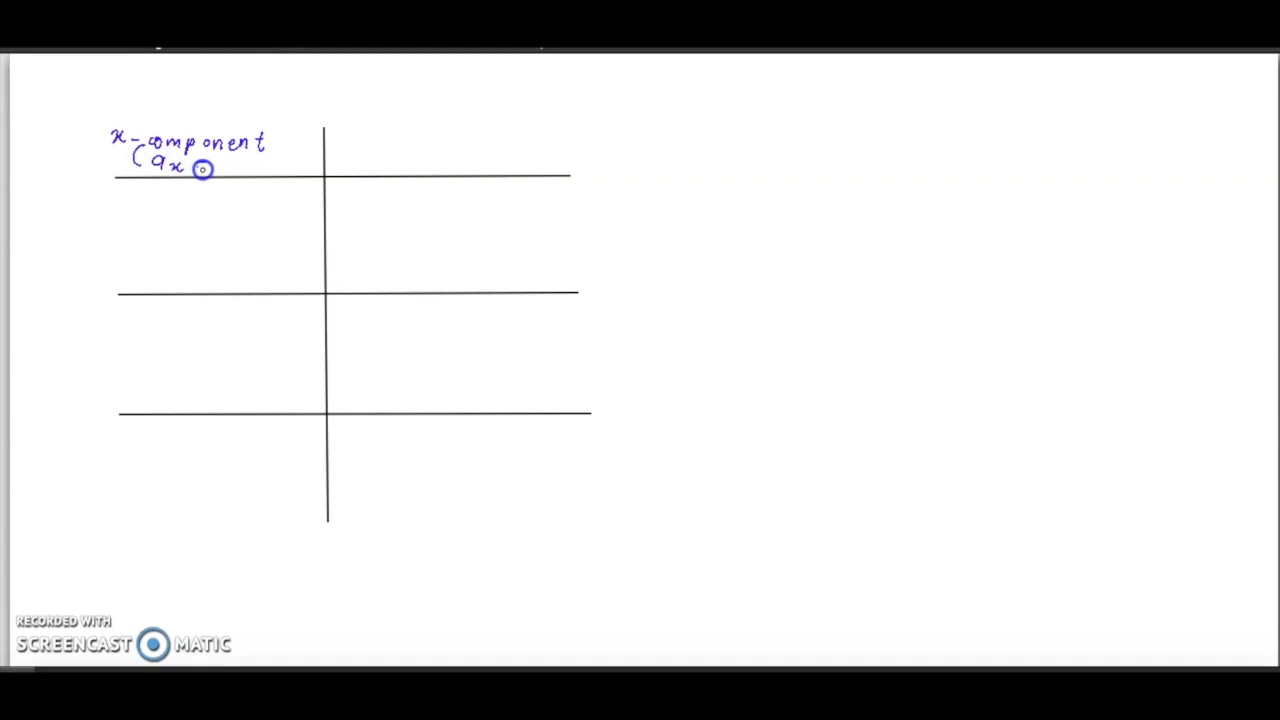 x - component
( ax
RECORDED WITH
SCREENCAST MATIC